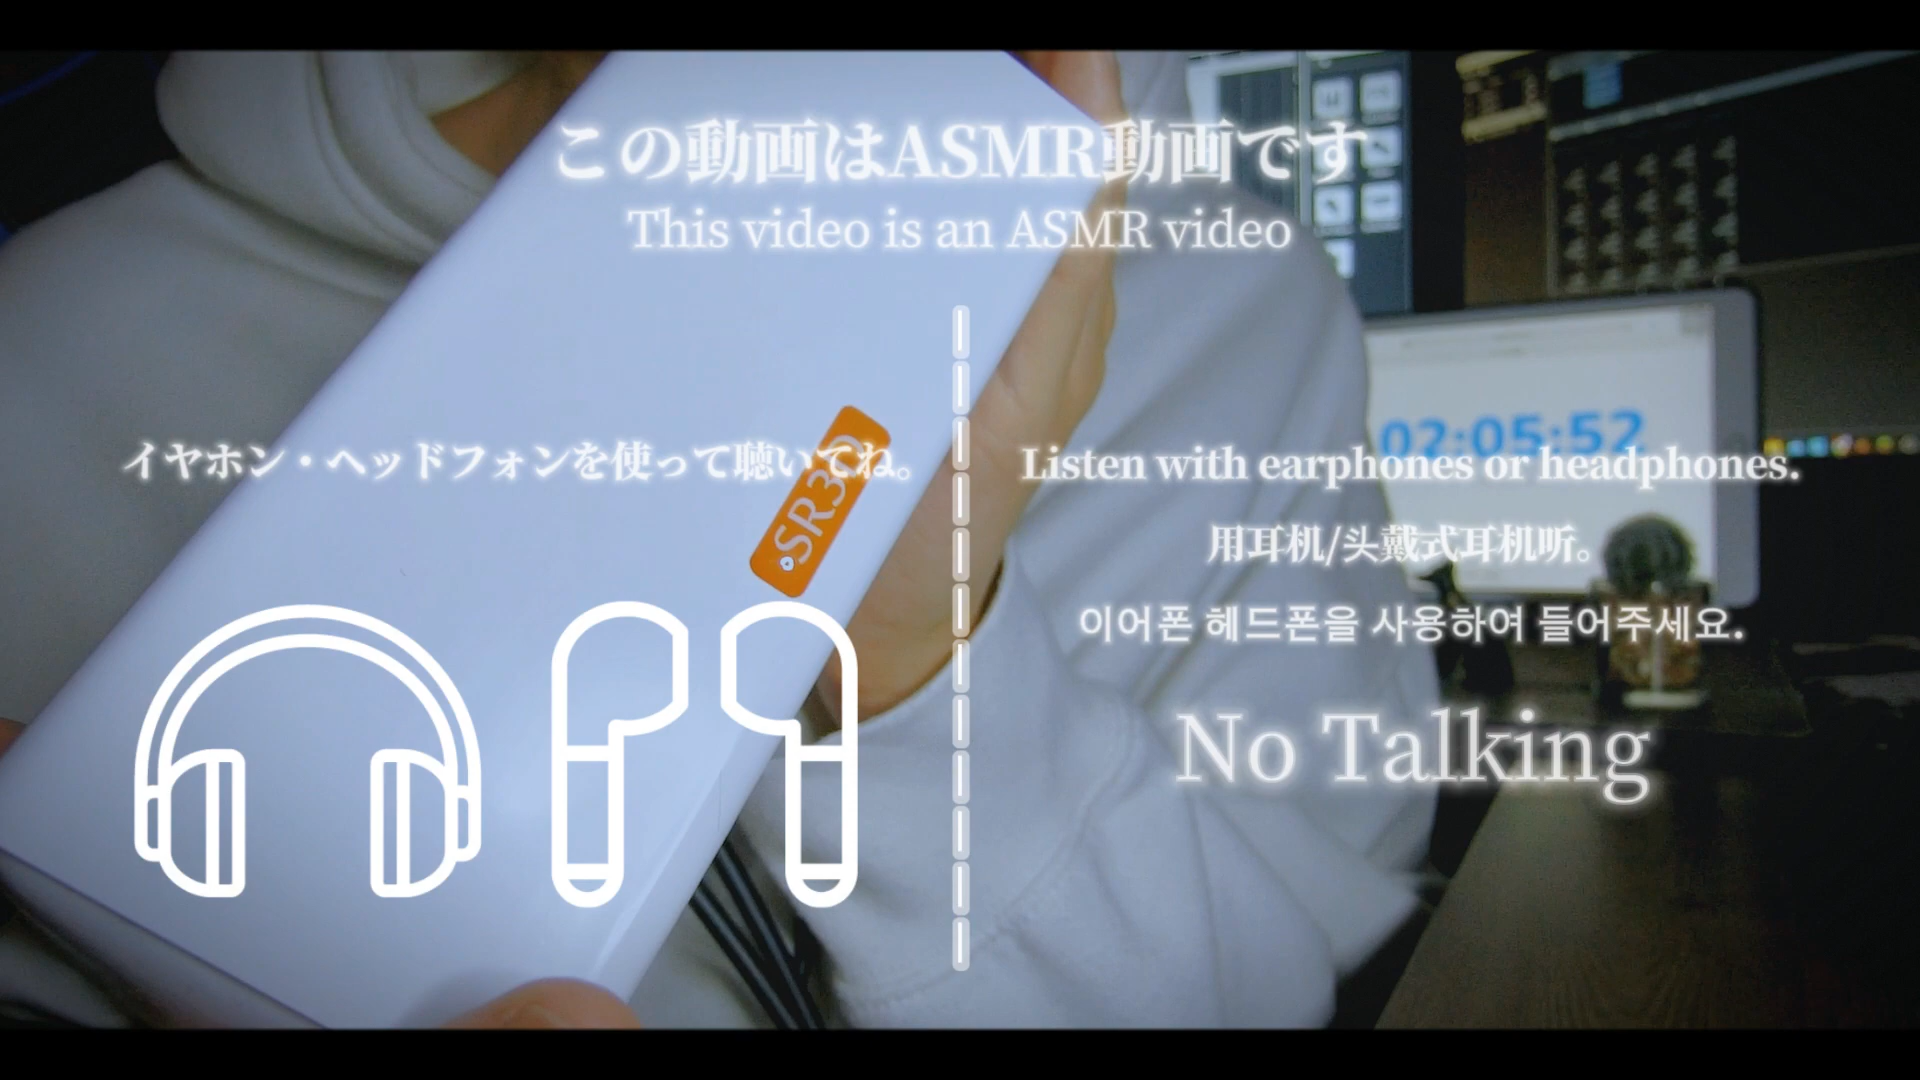 この動画はASMR動画です
This video is an ASMR video
イヤホン・ヘッドフォンを使って聴いてね。
SR3D
02:05:52
Listen with earphones or headphones.
用耳机/头戴式耳机听。
이어폰 헤드폰을 사용하여 들어주세요.
No Talking